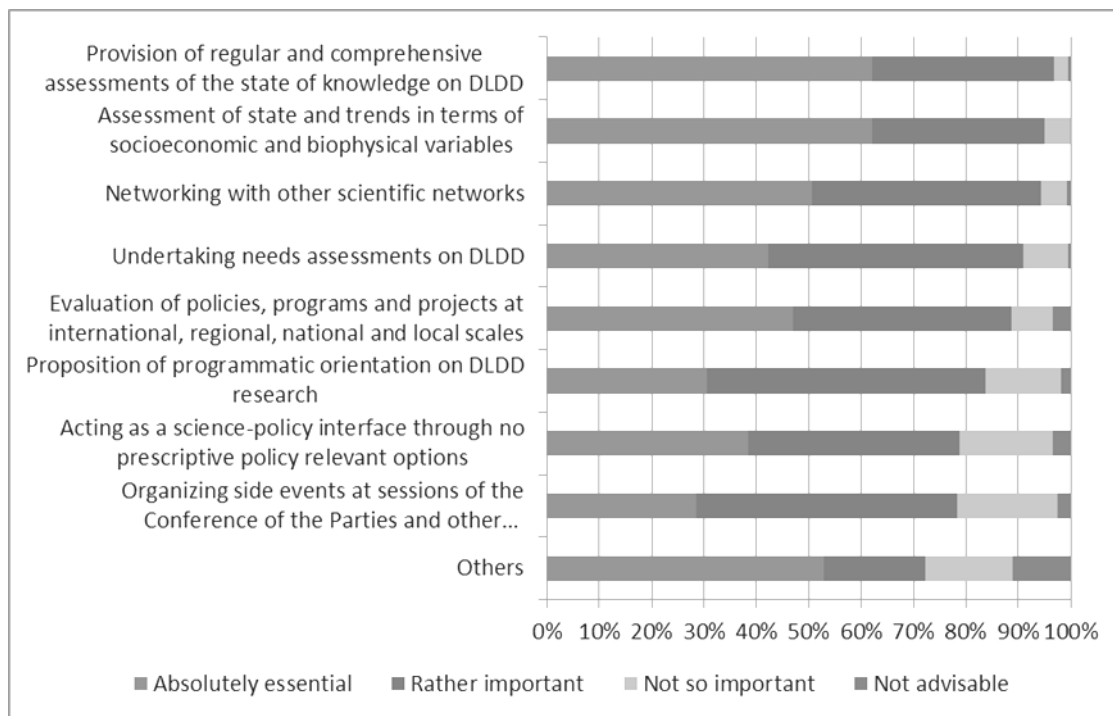 Provision of regular and comprehensive
assessments of the state of knowledge on DLDD
Assessment of state and trends in terms of
socioeconomic and biophysical variables
Networking with other scientific networks
Undertaking needs assessments on DLDD
Evaluation of policies, programs and projects at
international, regional, national and local scales
Proposition of programmatic orientation on DLDD
research
Acting as a science-policy interface through no
prescriptive policy relevant options
Organizing side events at sessions of the
Conference of the Parties and other...
Others
0% 10% 20% 30% 40% 50% 60% 70% 80% 90% 100%
Absolutely essential Rather important Not so important Not advisable